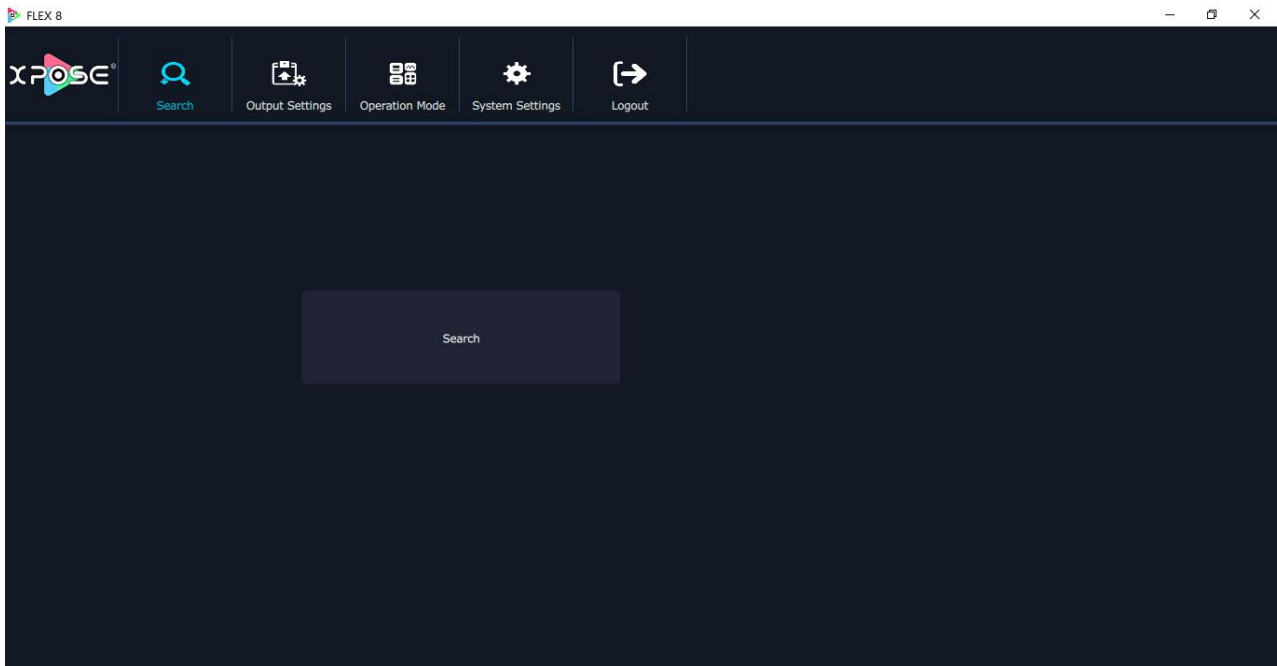 FLEX 8
XPOSE®
Search
Output Settings
Operation Mode
System Settings
Logout
Search